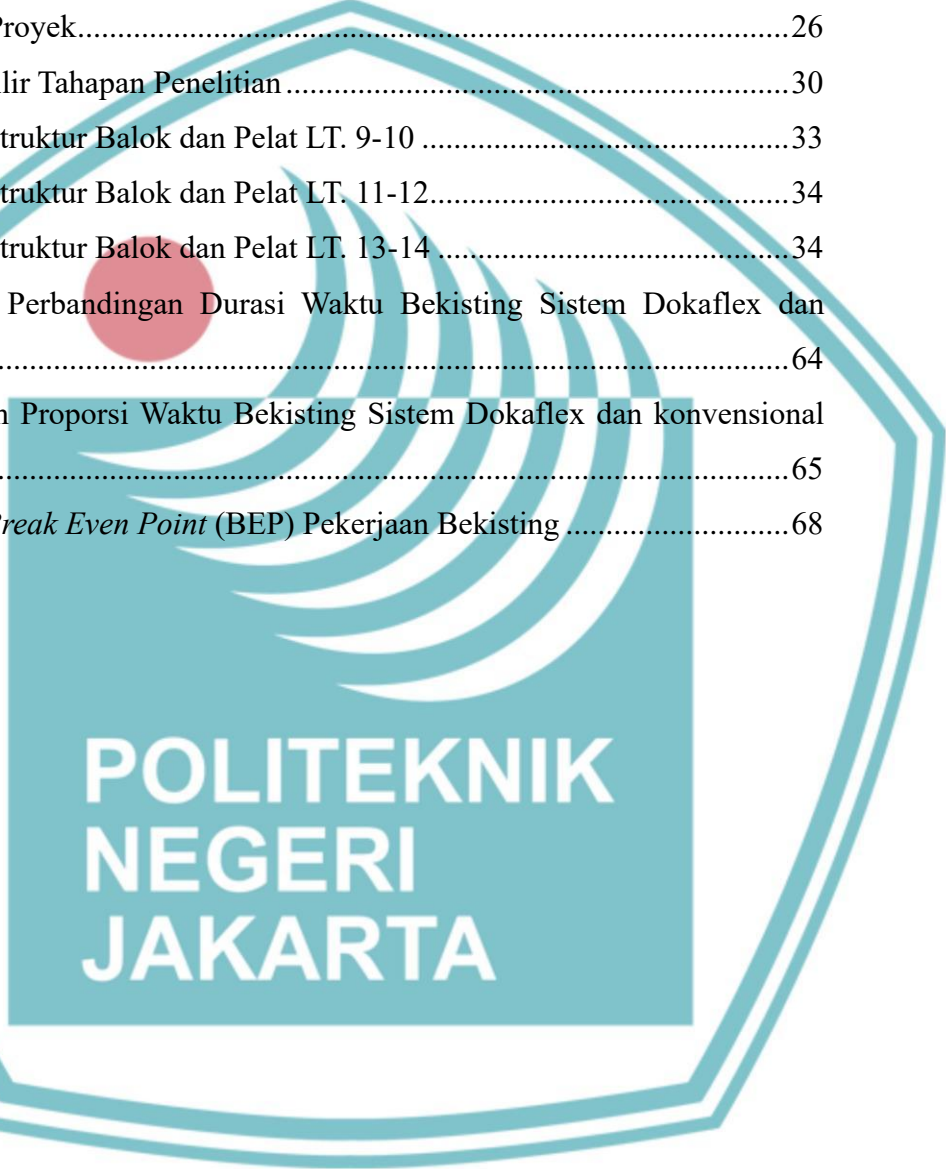 Proyek....................................................................................26
lir Tahapan Penelitian................................................................30
truktur Balok dan Pelat LT. 9-10 ...............................................33
truktur Balok dan Pelat LT. 11-12..............................................34
truktur Balok dan Pelat LT. 13-14 .............................................34
Perbandingan Durasi Waktu Bekisting Sistem Dokaflex dan
....................................................................................................64
n Proporsi Waktu Bekisting Sistem Dokaflex dan konvensional
....................................................................................................65
reak Even Point (BEP) Pekerjaan Bekisting ............................68
POLITEKNIK
NEGERI
JAKARTA